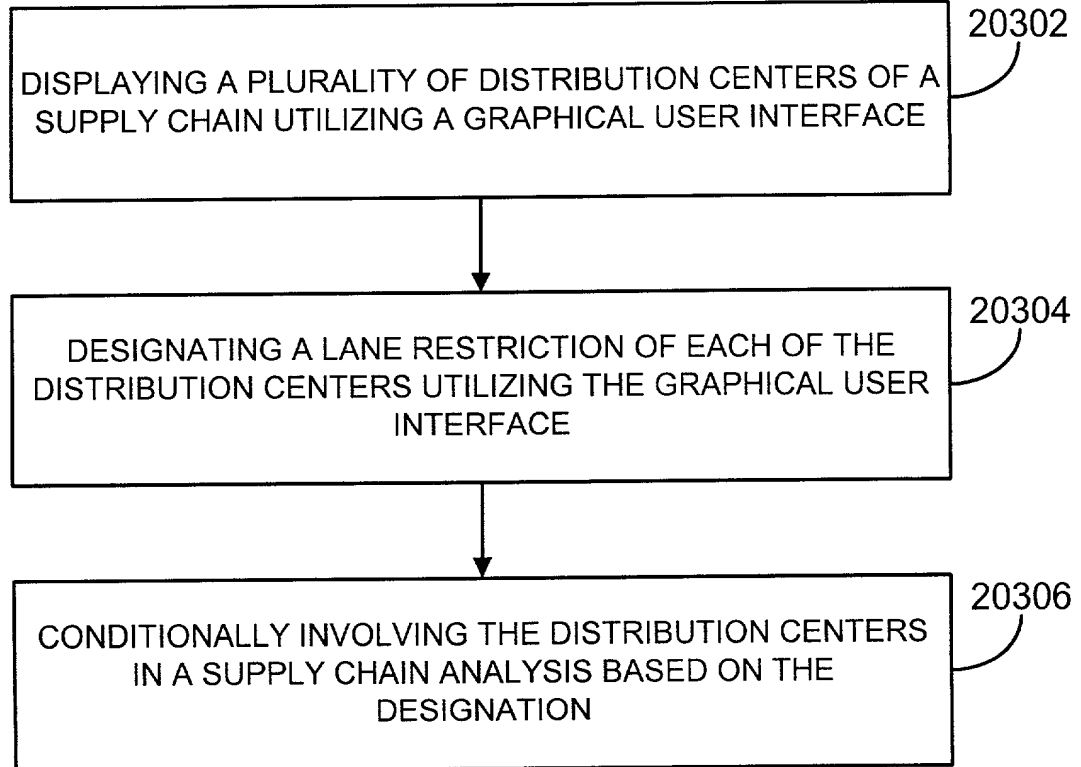 20302
DISPLAYING A PLURALITY OF DISTRIBUTION CENTERS OF A
SUPPLY CHAIN UTILIZING A GRAPHICAL USER INTERFACE
20304
DESIGNATING A LANE RESTRICTION OF EACH OF THE
DISTRIBUTION CENTERS UTILIZING THE GRAPHICAL USER
INTERFACE
20306
CONDITIONALLY INVOLVING THE DISTRIBUTION CENTERS
IN A SUPPLY CHAIN ANALYSIS BASED ON THE
DESIGNATION